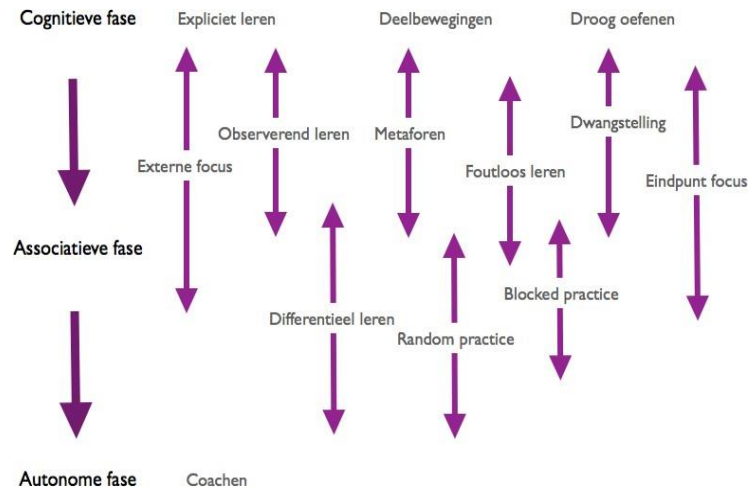 Cognitieve fase
Expliciet leren
Deelbewegingen
Droog oefenen
Observerend leren
Metaforen
Dwangstelling
Externe focus
Foutloos leren
Eindpunt focus
Associatieve fase
Blocked practice
Differentieel leren
Random practice
Autonome fase
Coachen